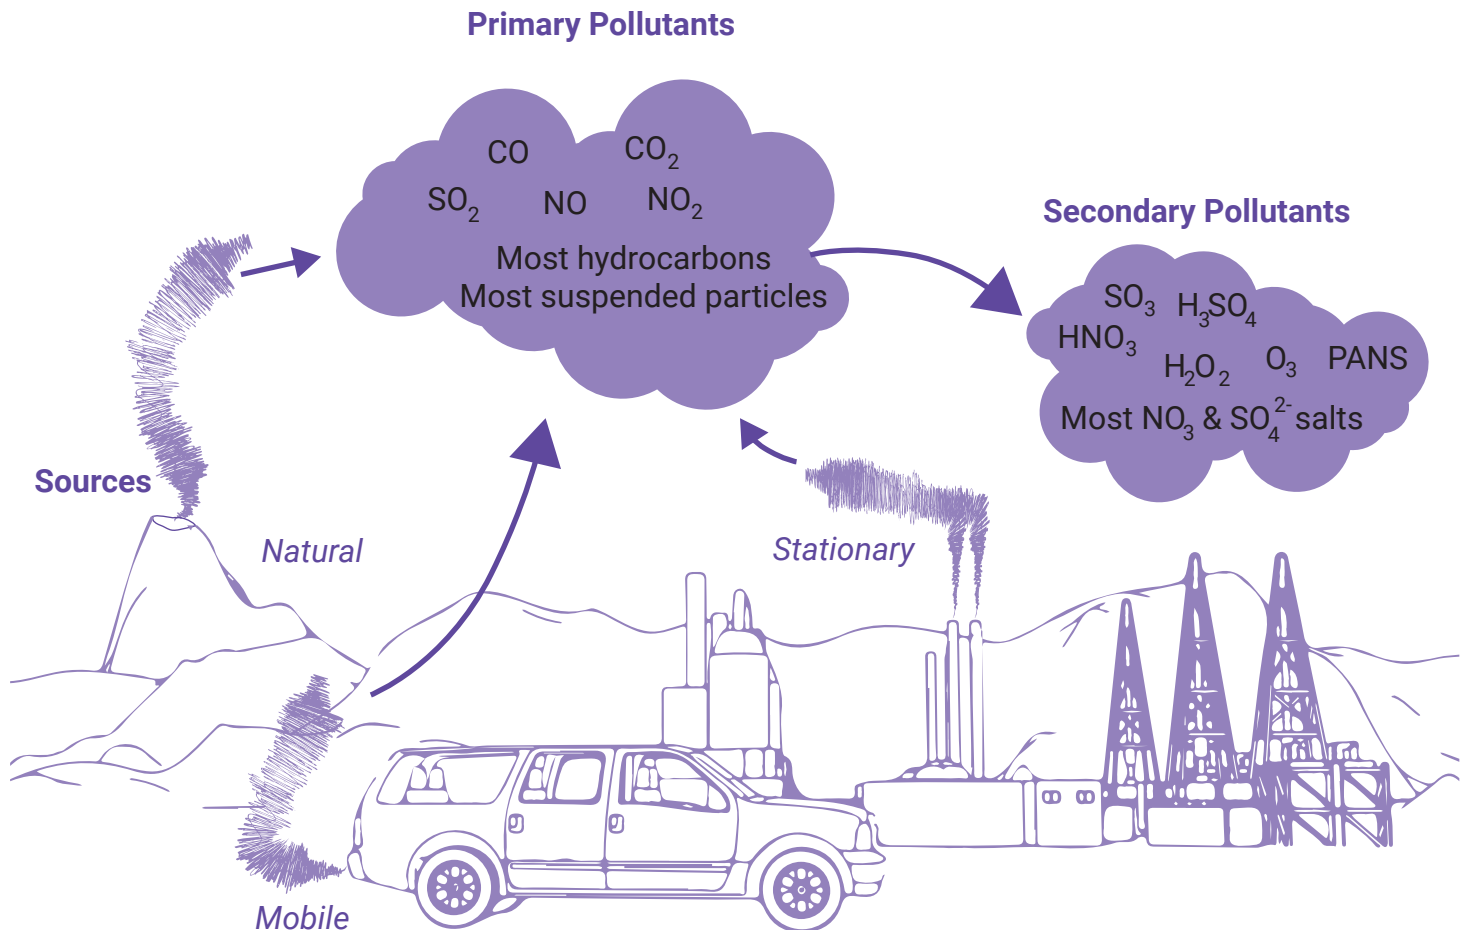 Primary Pollutants
CO CO₂
SO₂ NO NO₂
Most hydrocarbons
Most suspended particles
Secondary Pollutants
SO₃ H₃SO₄
HNO₃
H₂O₂ O₃ PANS
Most NO₃ & SO₄²⁻ salts
Sources
Natural
Stationary
Mobile